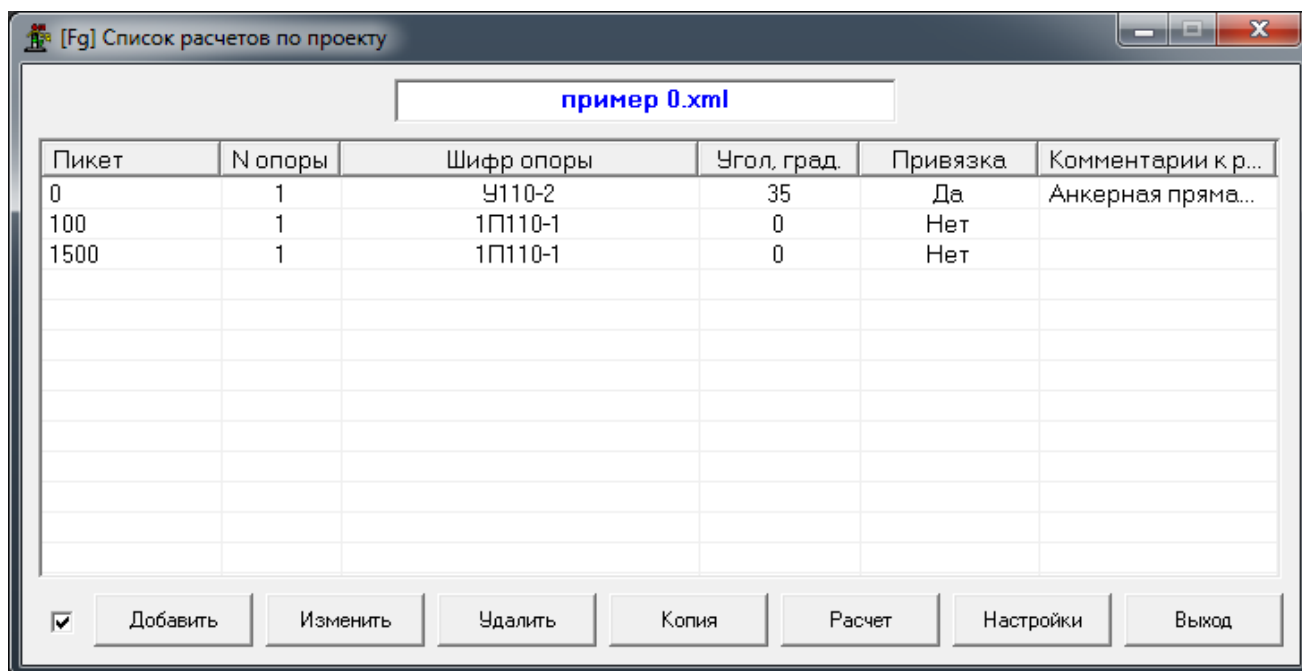 [Fg] Список расчетов по проекту
пример 0.xml
Пикет N опоры Шифр опоры Угол, град. Привязка Комментарии к р...
0 1 У110-2 35 Да Анкерная пряма...
100 1 1П110-1 0 Нет
1500 1 1П110-1 0 Нет
Добавить Изменить Удалить Копия Расчет Настройки Выход